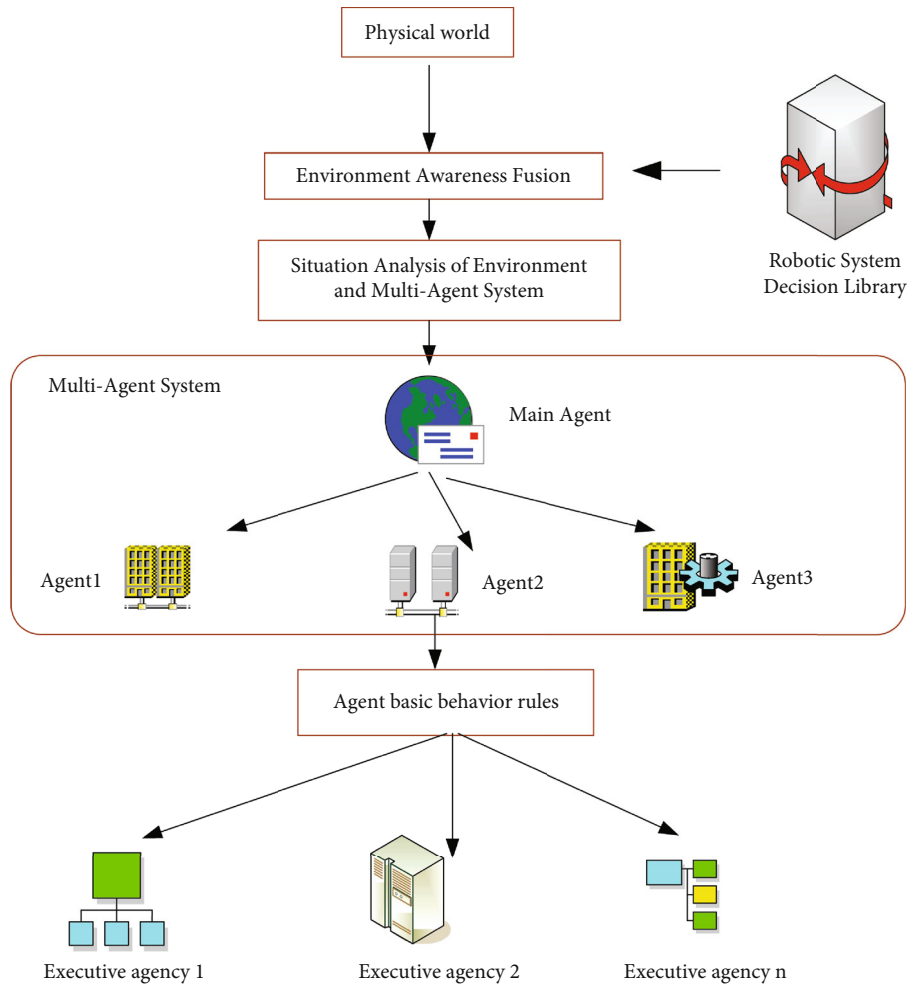 Physical world
Environment Awareness Fusion
Robotic System
Decision Library
Situation Analysis of Environment
and Multi-Agent System
Multi-Agent System
Main Agent
Agent1
Agent2
Agent3
Agent basic behavior rules
Executive agency 1
Executive agency 2
Executive agency n